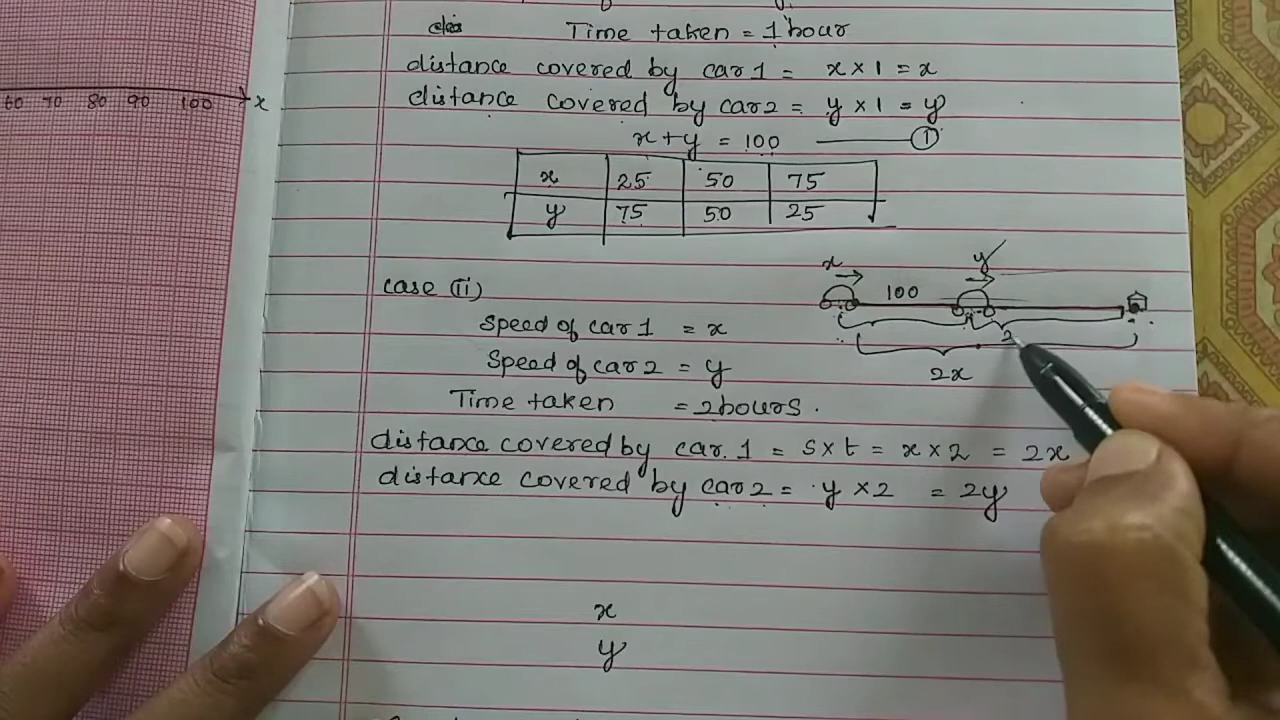 Time taken = 1 hour
60 70 80 90 100 x
distance covered by car 1 = x × 1 = x
distance covered by car 2 = y × 1 = y
x + y = 100 ① 
x 25 50 75
y 75 50 25
x y
100
2
2x
case (ii)
Speed of car 1 = x
Speed of car 2 = y
Time taken = 2 hours.
distance covered by car 1 = s × t = x × 2 = 2x
distance covered by car 2 = y × 2 = 2y
x
y